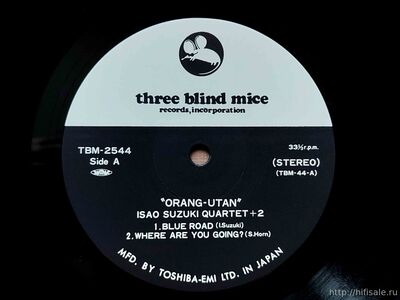 three blind mice
records, incorporation
TBM-2544
Side A
33⅓ r.p.m.
(STEREO)
(TBM-44-A)
"ORANG-UTAN"
ISAO SUZUKI QUARTET+2
1. BLUE ROAD (I.Suzuki)
2. WHERE ARE YOU GOING? (S.Horn)
MFD. BY TOSHIBA-EMI LTD. IN JAPAN
http://hifisale.ru